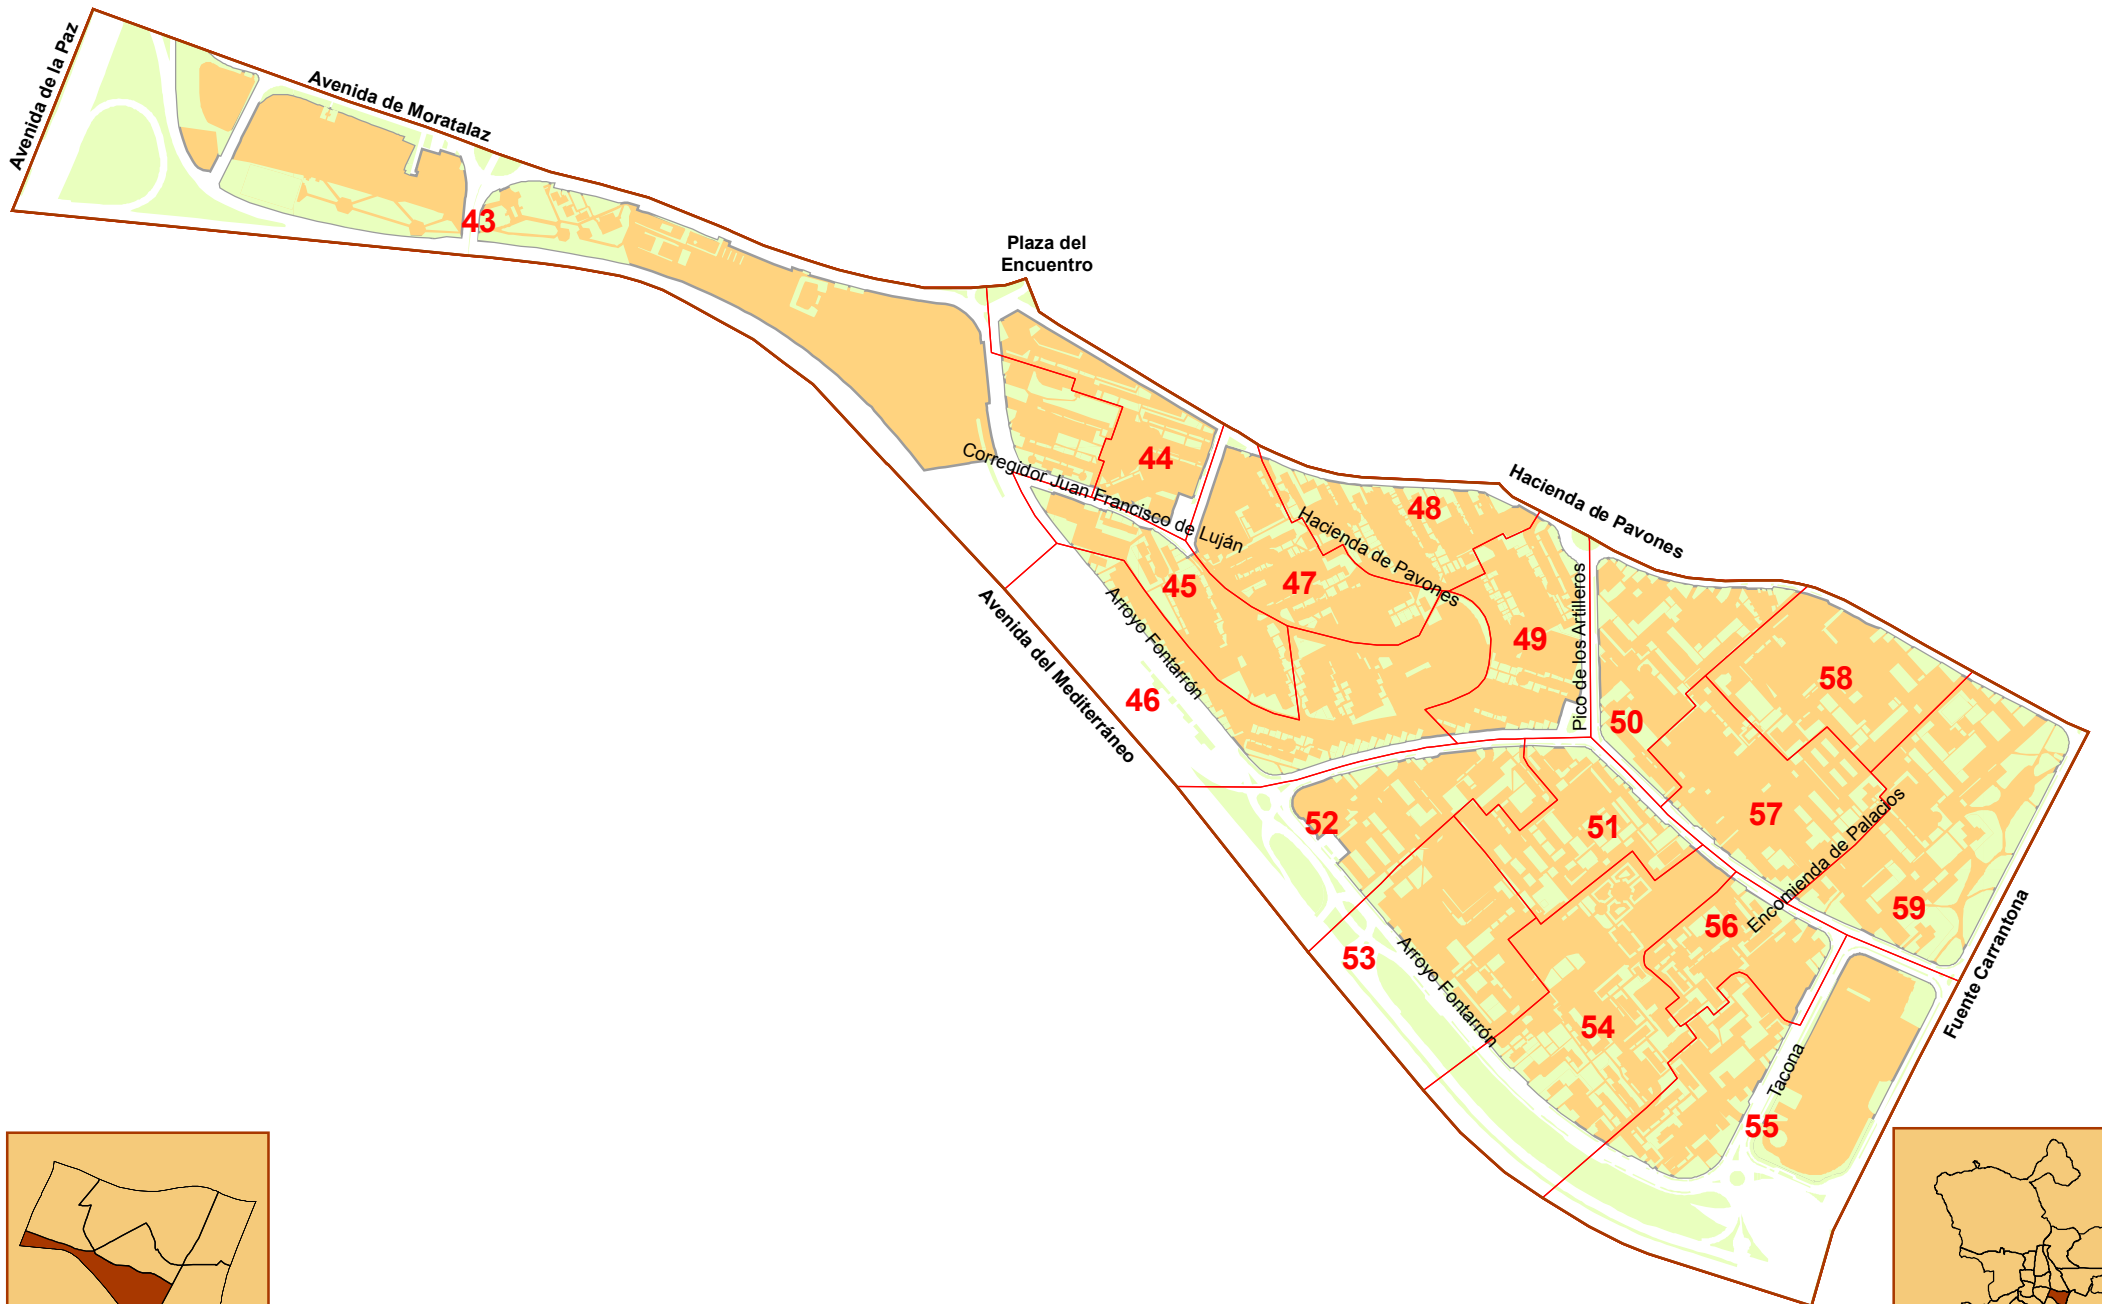 Avenida de la Paz
Avenida de Moratalaz
43
Plaza del
Encuentro
44
Corregidor Juan Francisco de Luján
48
Hacienda de Pavones
Hacienda de Pavones
45
47
Arroyo Fontarrón
49
Pico de los Artilleros
46
Avenida del Mediterráneo
50
58
52
51
57
Encomienda de Palacios
59
56
53
Arroyo Fontarrón
54
Fuente Carrantona
Tacona
55